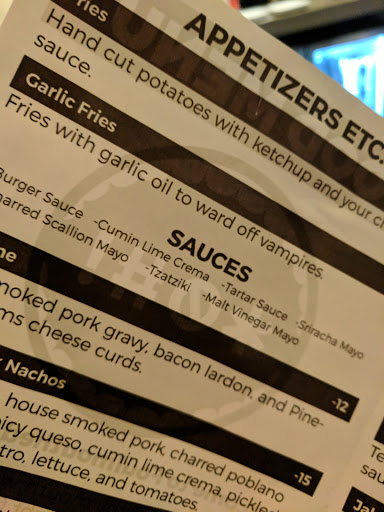 APPETIZERS ETC.
ries
Hand cut potatoes with ketchup and your
sauce.
Garlic Fries
Fries with garlic oil to ward off vampires.
SAUCES
Burger Sauce -Cumin Lime Crema -Tartar Sauce -Sriracha Mayo
harred Scallion Mayo -Tzatziki -Malt Vinegar Mayo
ne -12
moked pork gravy, bacon lardon, and Pine-
ms cheese curds.
Nachos -15
house smoked pork, charred poblano
icy queso, cumin lime crema, pickle
tro, lettuce, and tomatoes.